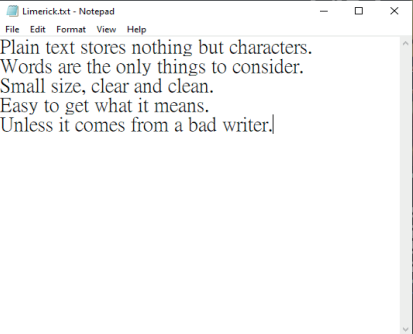 Limerick.txt - Notepad
File Edit Format View Help
Plain text stores nothing but characters.
Words are the only things to consider.
Small size, clear and clean.
Easy to get what it means.
Unless it comes from a bad writer.